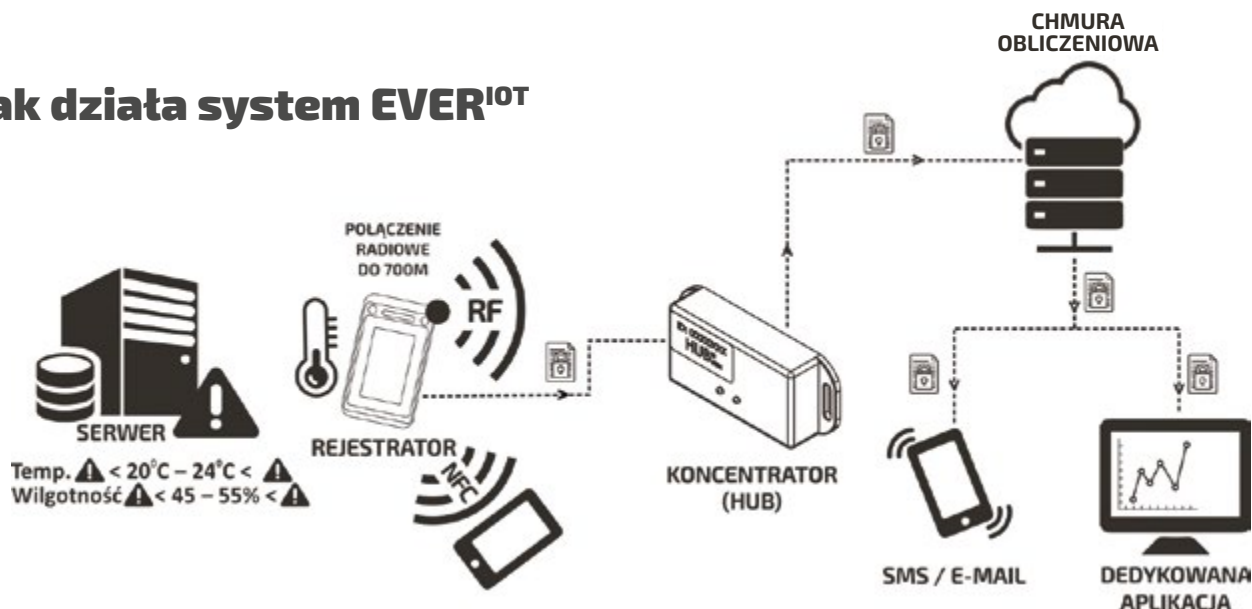 ak działa system EVERIOT
CHMURA
OBLICZENIOWA
POŁĄCZENIE
RADIOWE
DO 700M
RF
SERWER
Temp. < 20°C – 24°C <
Wilgotność < 45 – 55% <
REJESTRATOR
NFC
HUB
KONCENTRATOR
(HUB)
SMS / E-MAIL
DEDYKOWANA
APLIKACJA